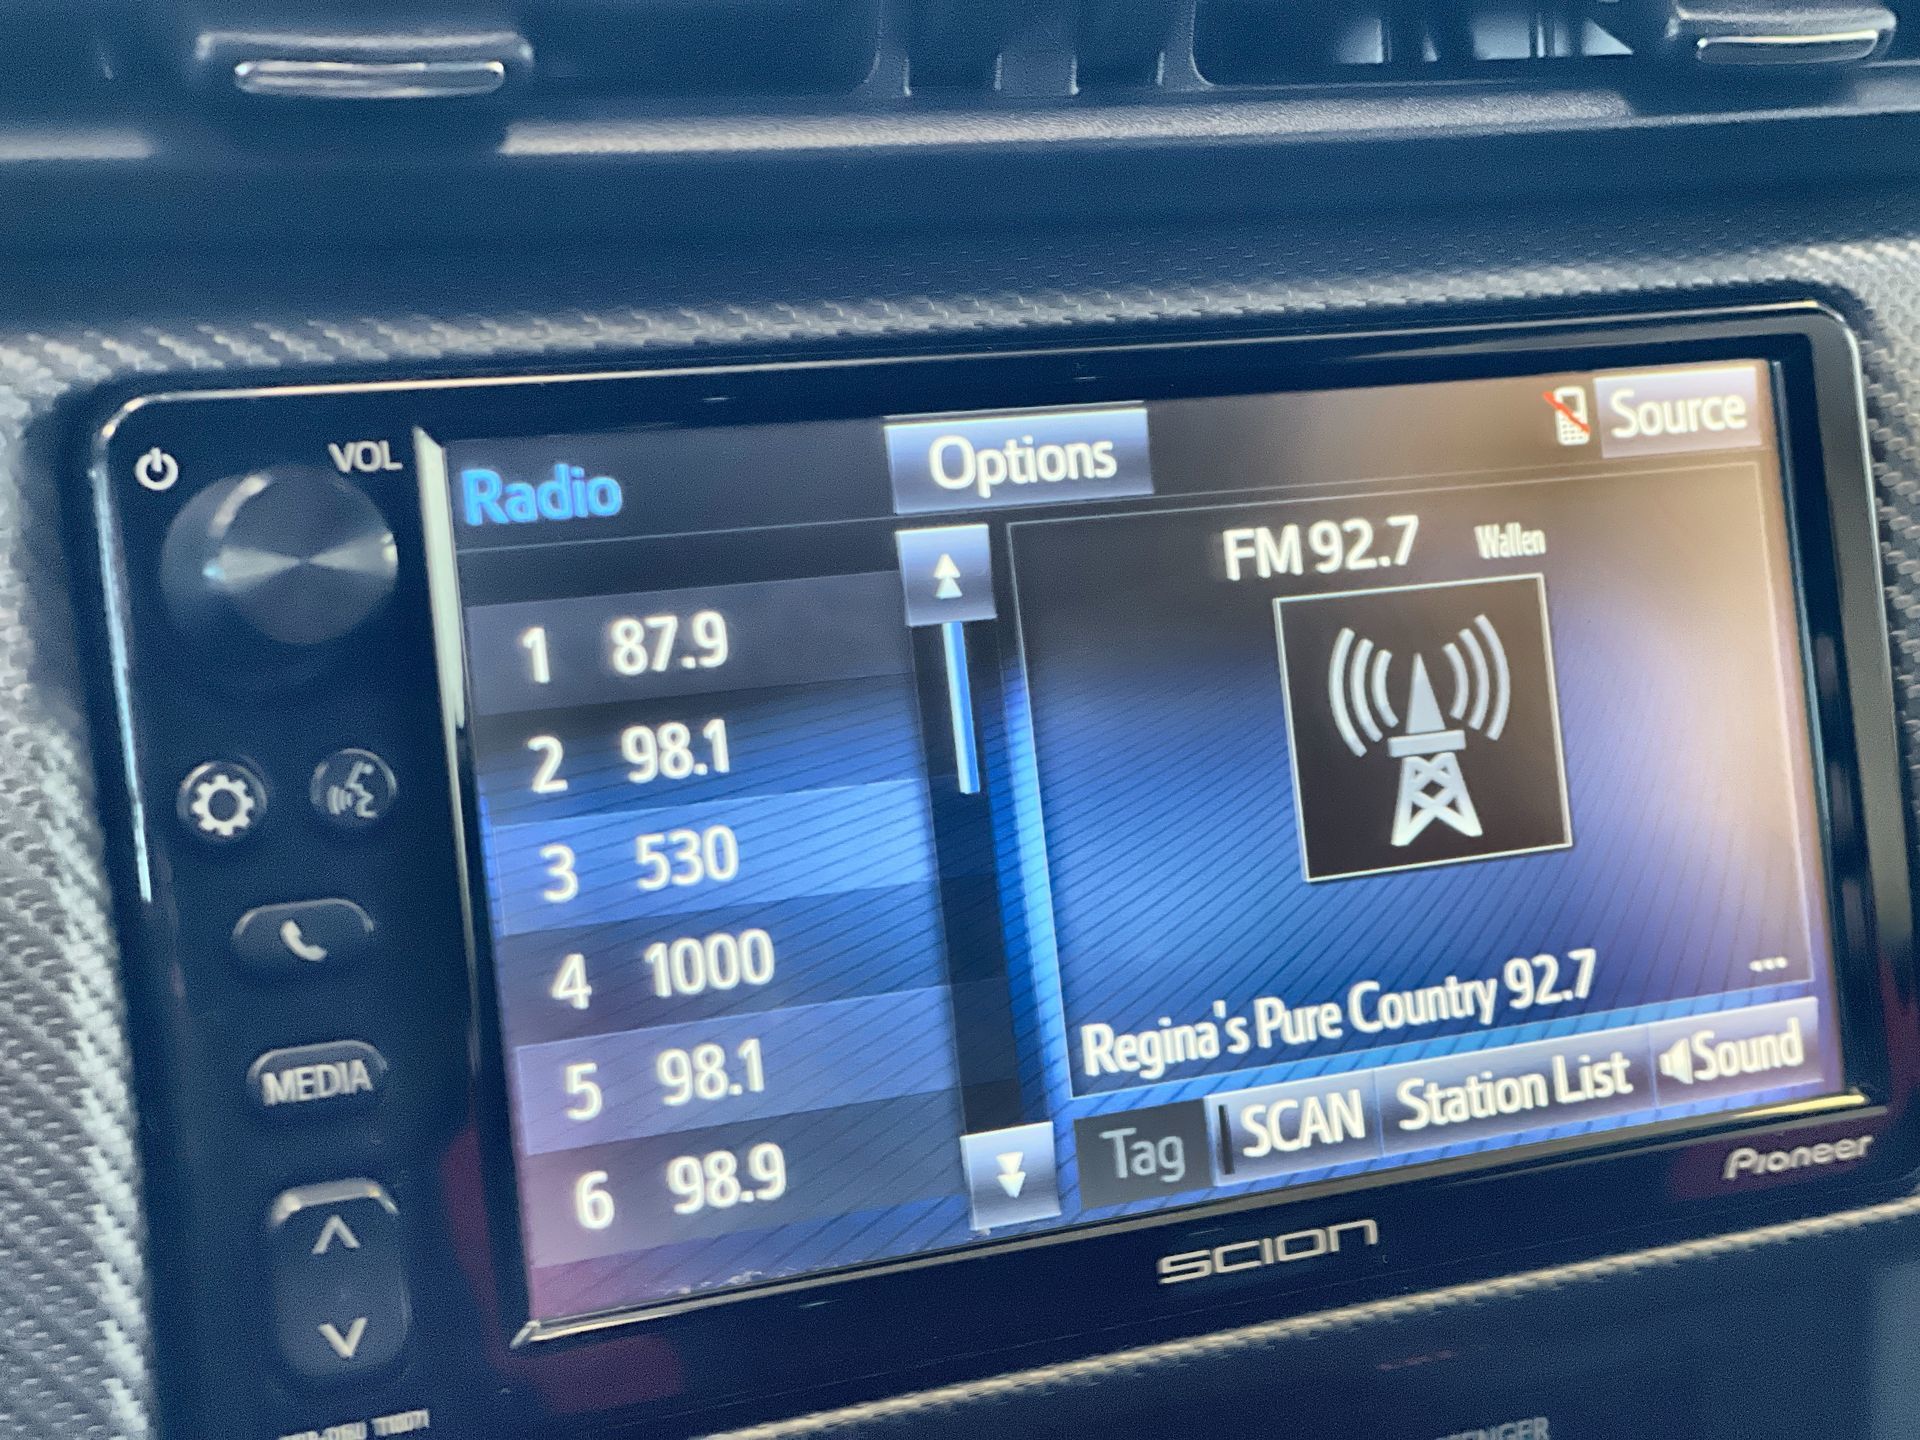 VOL
Radio
Options
Source
FM 92.7
Wallen
1 87.9
2 98.1
3 530
4 1000
5 98.1
6 98.9
Regina's Pure Country 92.7
...
Tag
SCAN
Station List
Sound
MEDIA
Pioneer
SCION